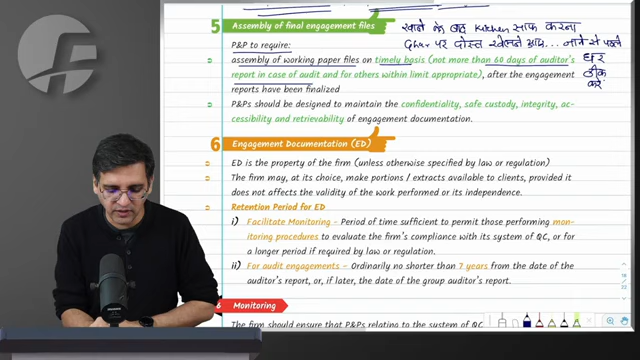 5 Assembly of final engagement files
खाने के बाद Kitchen साफ करना
P&P to require:
Ghar पर दोस्त खेलने आए... जाने से पहले
घर
ठीक
करें
assembly of working paper files on timely basis (not more than 60 days of auditor's
report in case of audit and for others within limit appropriate), after the engagement
reports have been finalized
P&Ps should be designed to maintain the confidentiality, safe custody, integrity, acc-
essibility and retrievability of engagement documentation.
6 Engagement Documentation (ED)
ED is the property of the firm (unless otherwise specified by law or regulation)
The firm may, at its choice, make portions / extracts available to clients, provided it
does not affect the validity of the work performed or its independence.
Retention Period for ED
i) Facilitate Monitoring - Period of time sufficient to permit those performing mon-
itoring procedures to evaluate the firm's compliance with its system of QC, or for
a longer period if required by law or regulation.
ii) For audit engagements - Ordinarily no shorter than 7 years from the date of the
auditor's report, or, if later, the date of the group auditor's report.
6 Monitoring
The firm should ensure that P&Ps relating to the system of QC